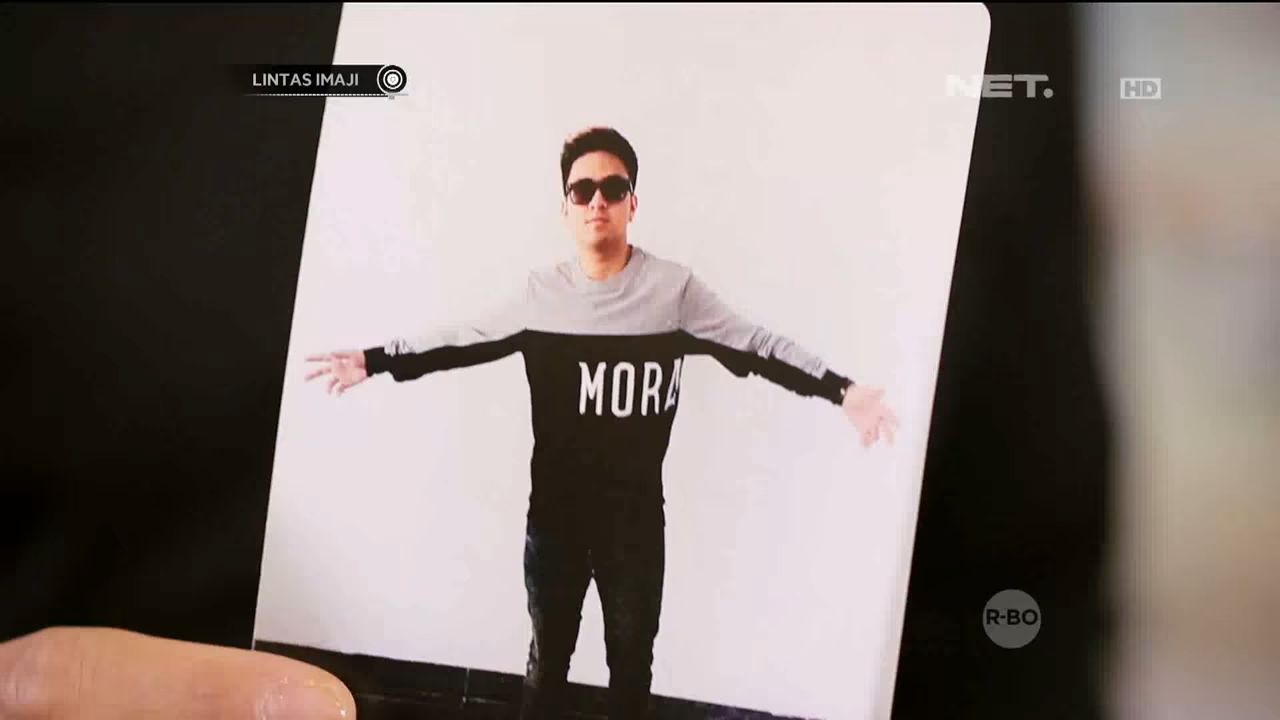 LINTAS IMAJI
NET.
HD
MORA
R-BO